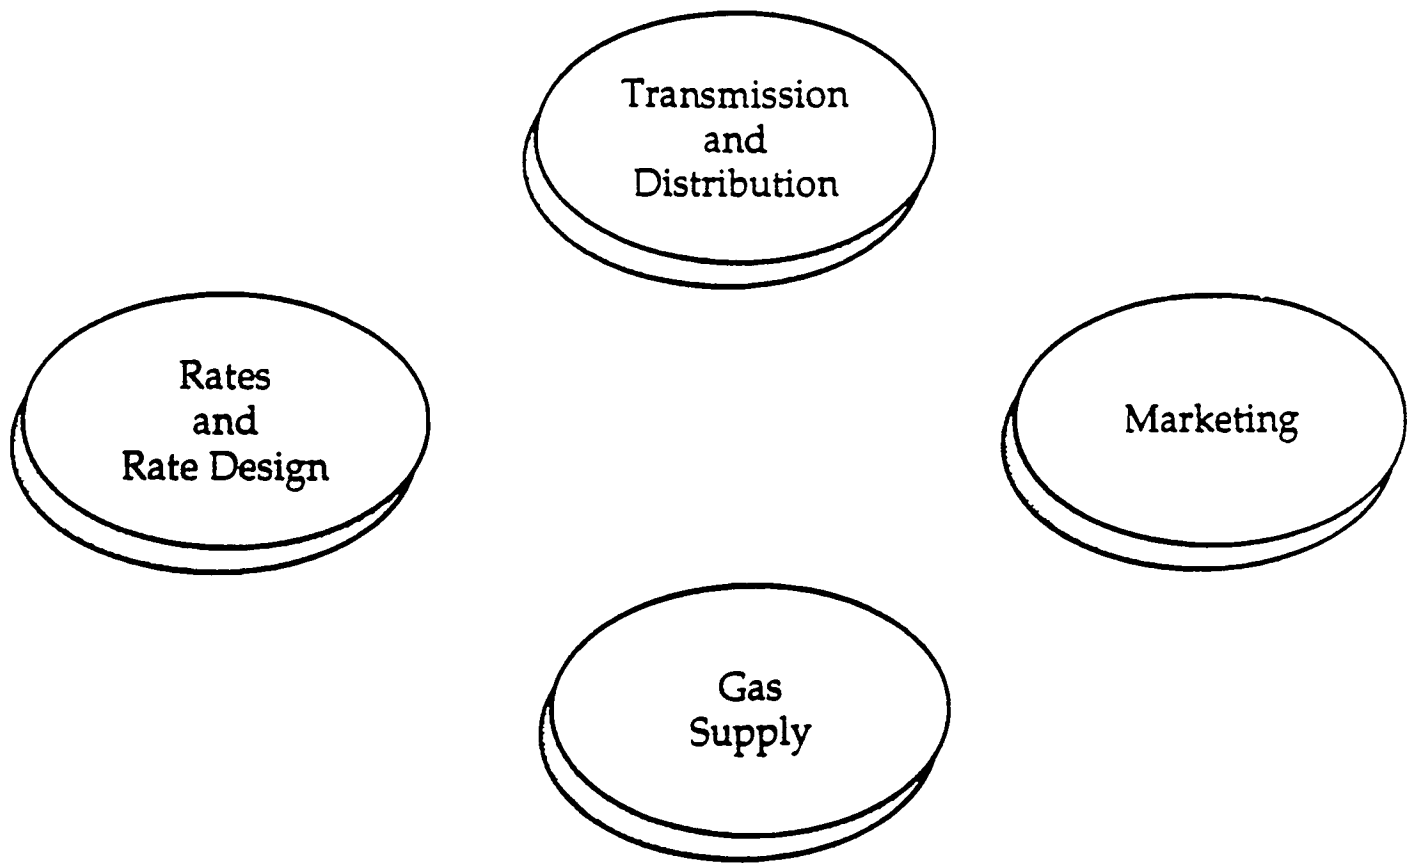 Transmission
and
Distribution
Rates
and
Rate Design
Marketing
Gas
Supply